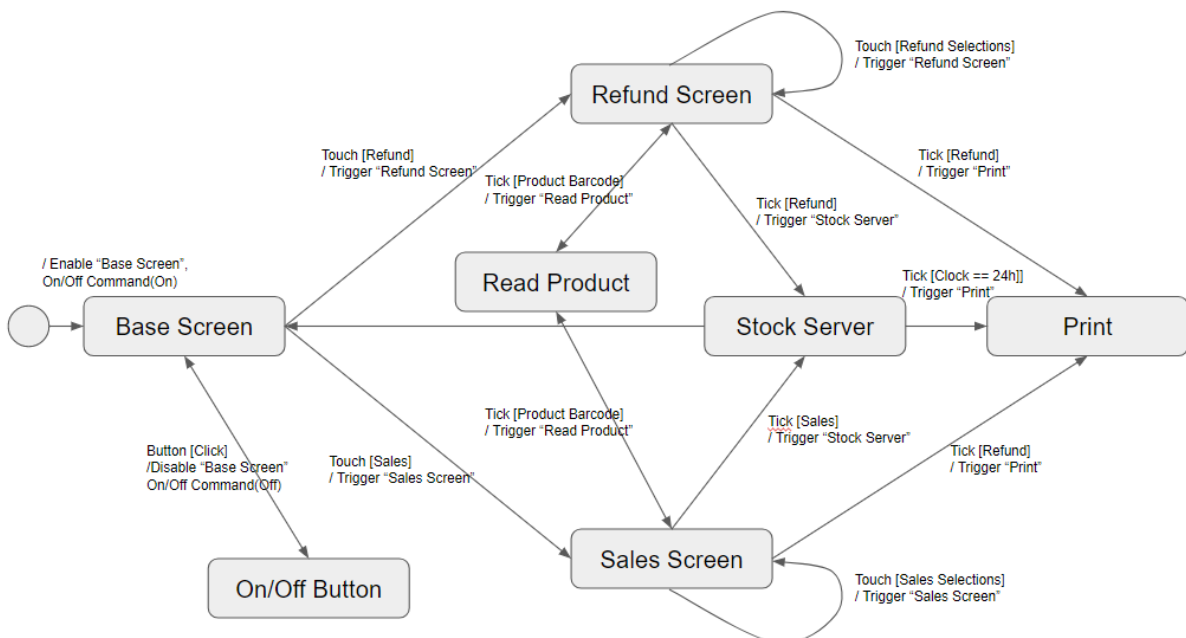 Touch [Refund Selections]
/ Trigger “Refund Screen”
Refund Screen
Touch [Refund]
/ Trigger “Refund Screen”
Tick [Product Barcode]
/ Trigger “Read Product”
Tick [Refund]
/ Trigger “Print”
Tick [Refund]
/ Trigger “Stock Server”
/ Enable “Base Screen”,
On/Off Command(On)
Read Product
Tick [Clock == 24h]]
/ Trigger “Print”
Base Screen
Stock Server
Print
Tick [Product Barcode]
/ Trigger “Read Product”
Tick [Sales]
/ Trigger “Stock Server”
Button [Click]
/Disable “Base Screen”
On/Off Command(Off)
Touch [Sales]
/ Trigger “Sales Screen”
Tick [Refund]
/ Trigger “Print”
Sales Screen
On/Off Button
Touch [Sales Selections]
/ Trigger “Sales Screen”